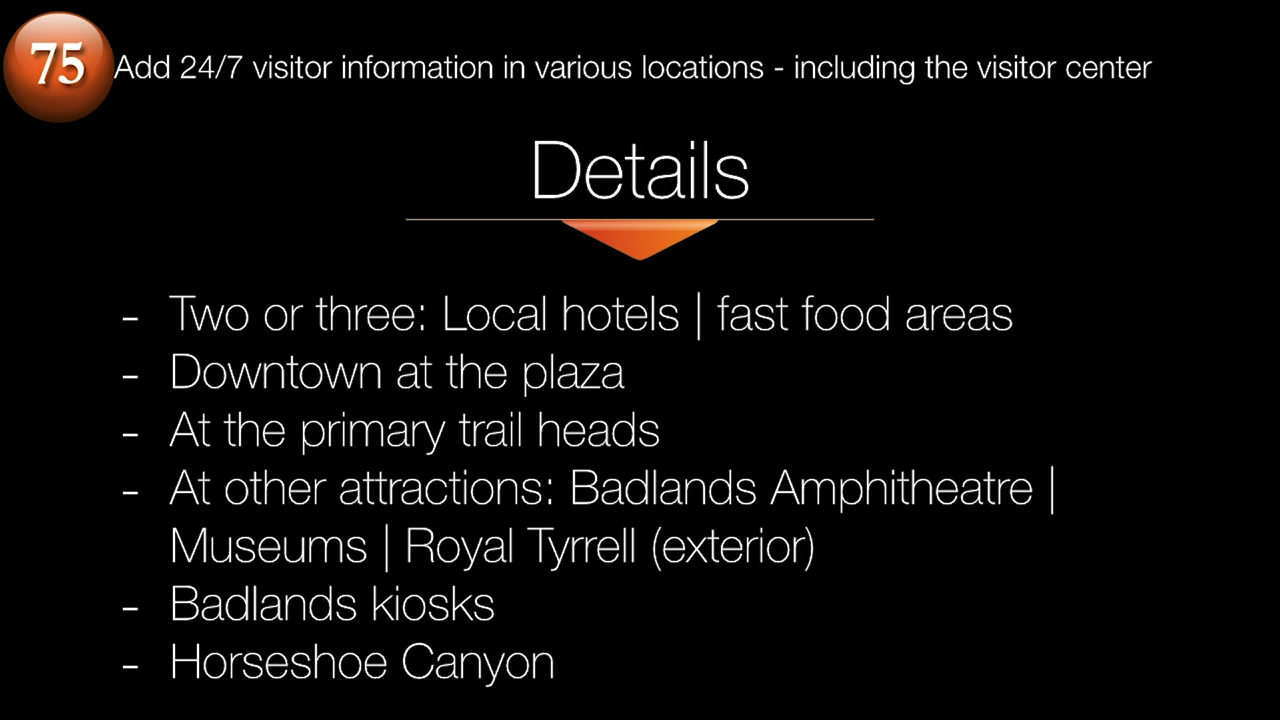 75
Add 24/7 visitor information in various locations - including the visitor center
Details
- Two or three: Local hotels | fast food areas
- Downtown at the plaza
- At the primary trail heads
- At other attractions: Badlands Amphitheatre |
Museums | Royal Tyrrell (exterior)
- Badlands kiosks
- Horseshoe Canyon